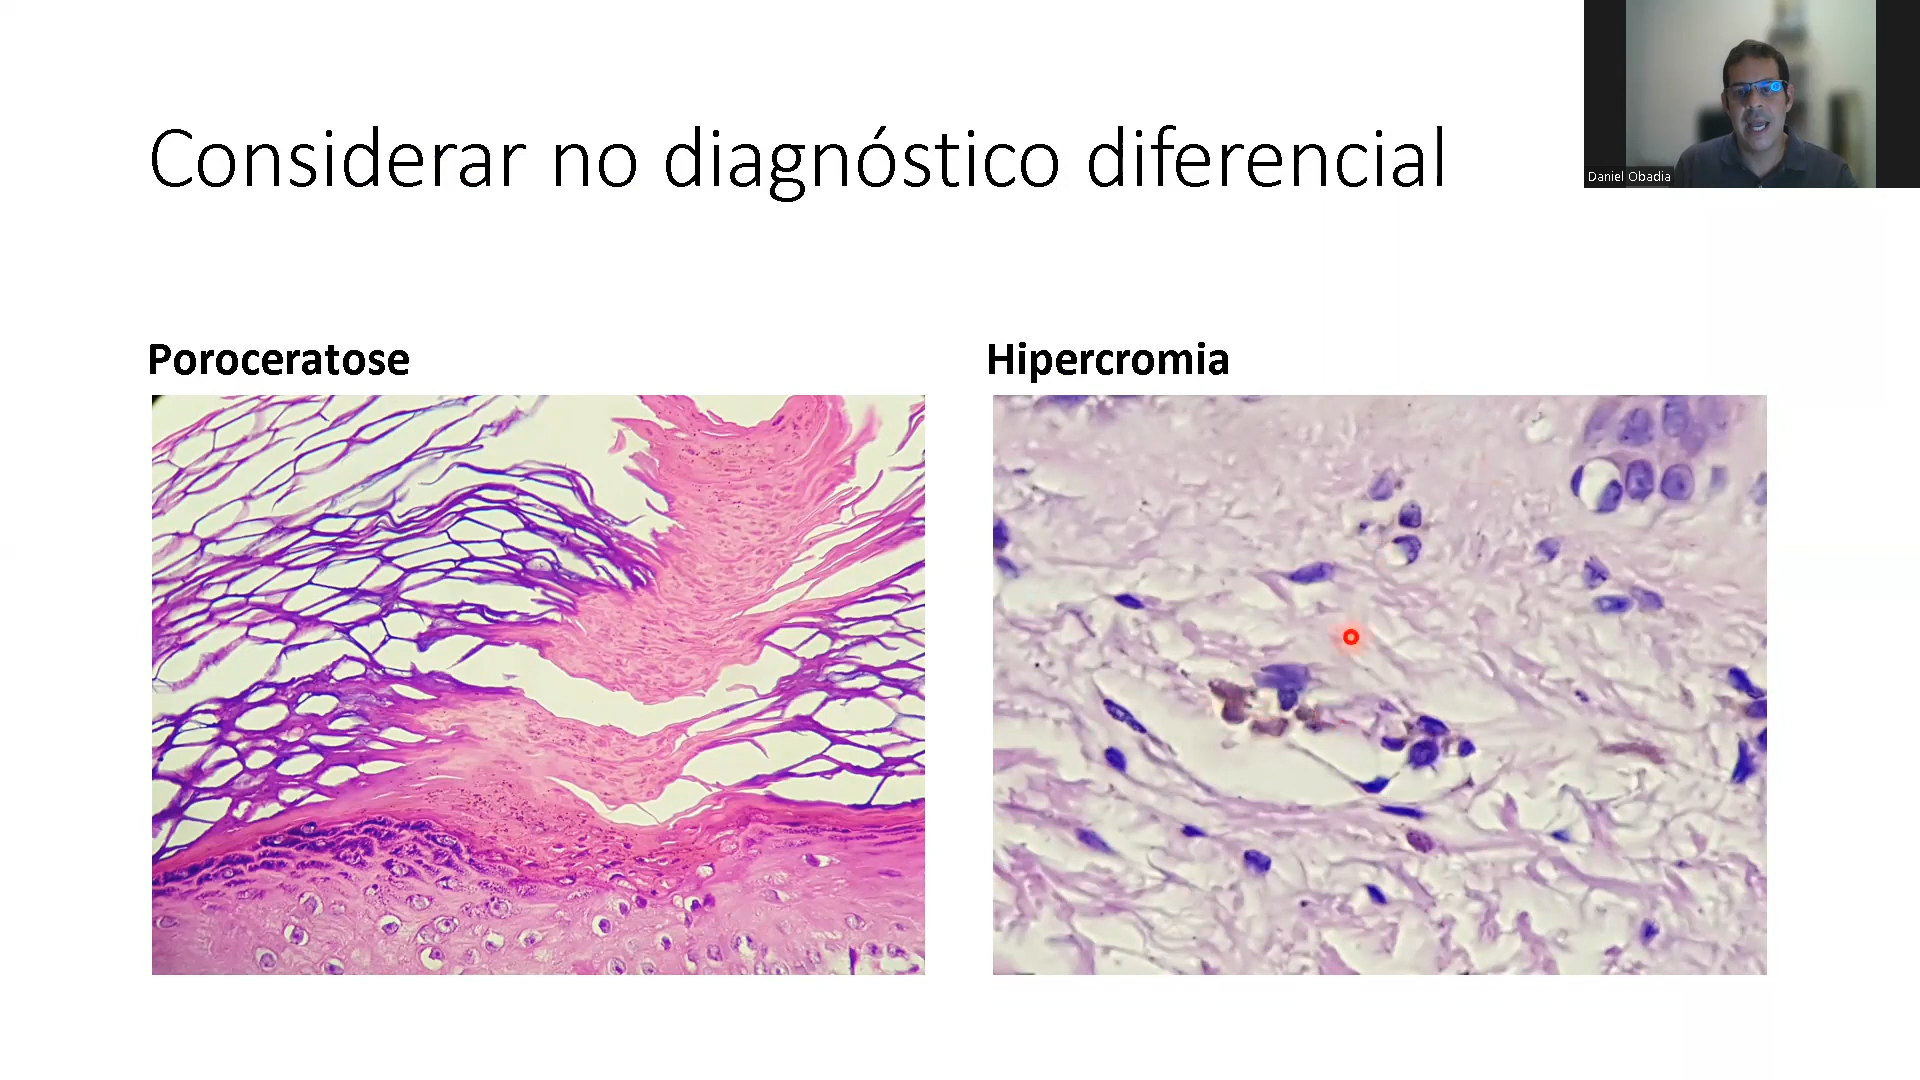 Considerar no diagnóstico diferencial
Daniel Obadia
Poroceratose
Hipercromia